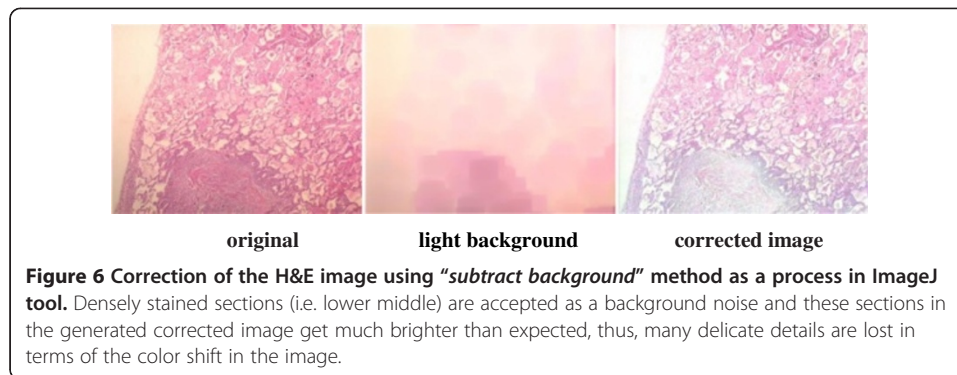 original light background corrected image
Figure 6 Correction of the H&E image using “subtract background” method as a process in ImageJ
tool. Densely stained sections (i.e. lower middle) are accepted as a background noise and these sections in
the generated corrected image get much brighter than expected, thus, many delicate details are lost in
terms of the color shift in the image.